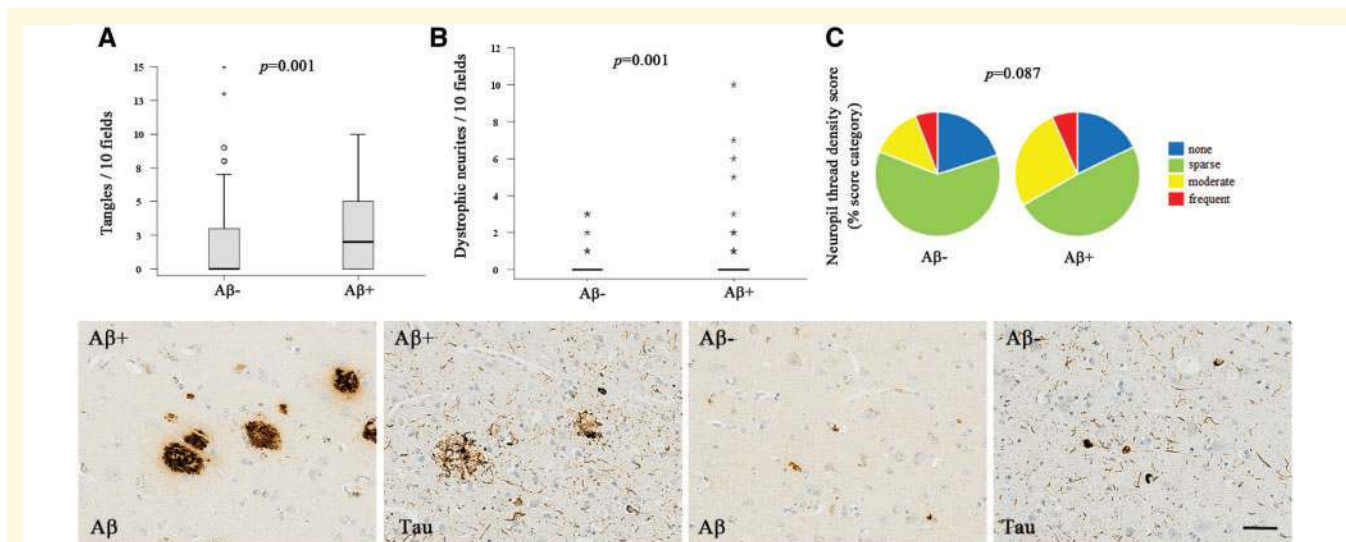 A
p=0.001
Tangles / 10 fields
15
13
10
8
5
3
0
Aβ-
Aβ+
B
p=0.001
Dystrophic neurites / 10 fields
12
10
8
6
4
2
0
Aβ-
Aβ+
C
p=0.087
Neuropil thread density score
(% score category)
none
sparse
moderate
frequent
Aβ-
Aβ+
Aβ+
Aβ
Aβ+
Tau
Aβ-
Aβ
Aβ-
Tau